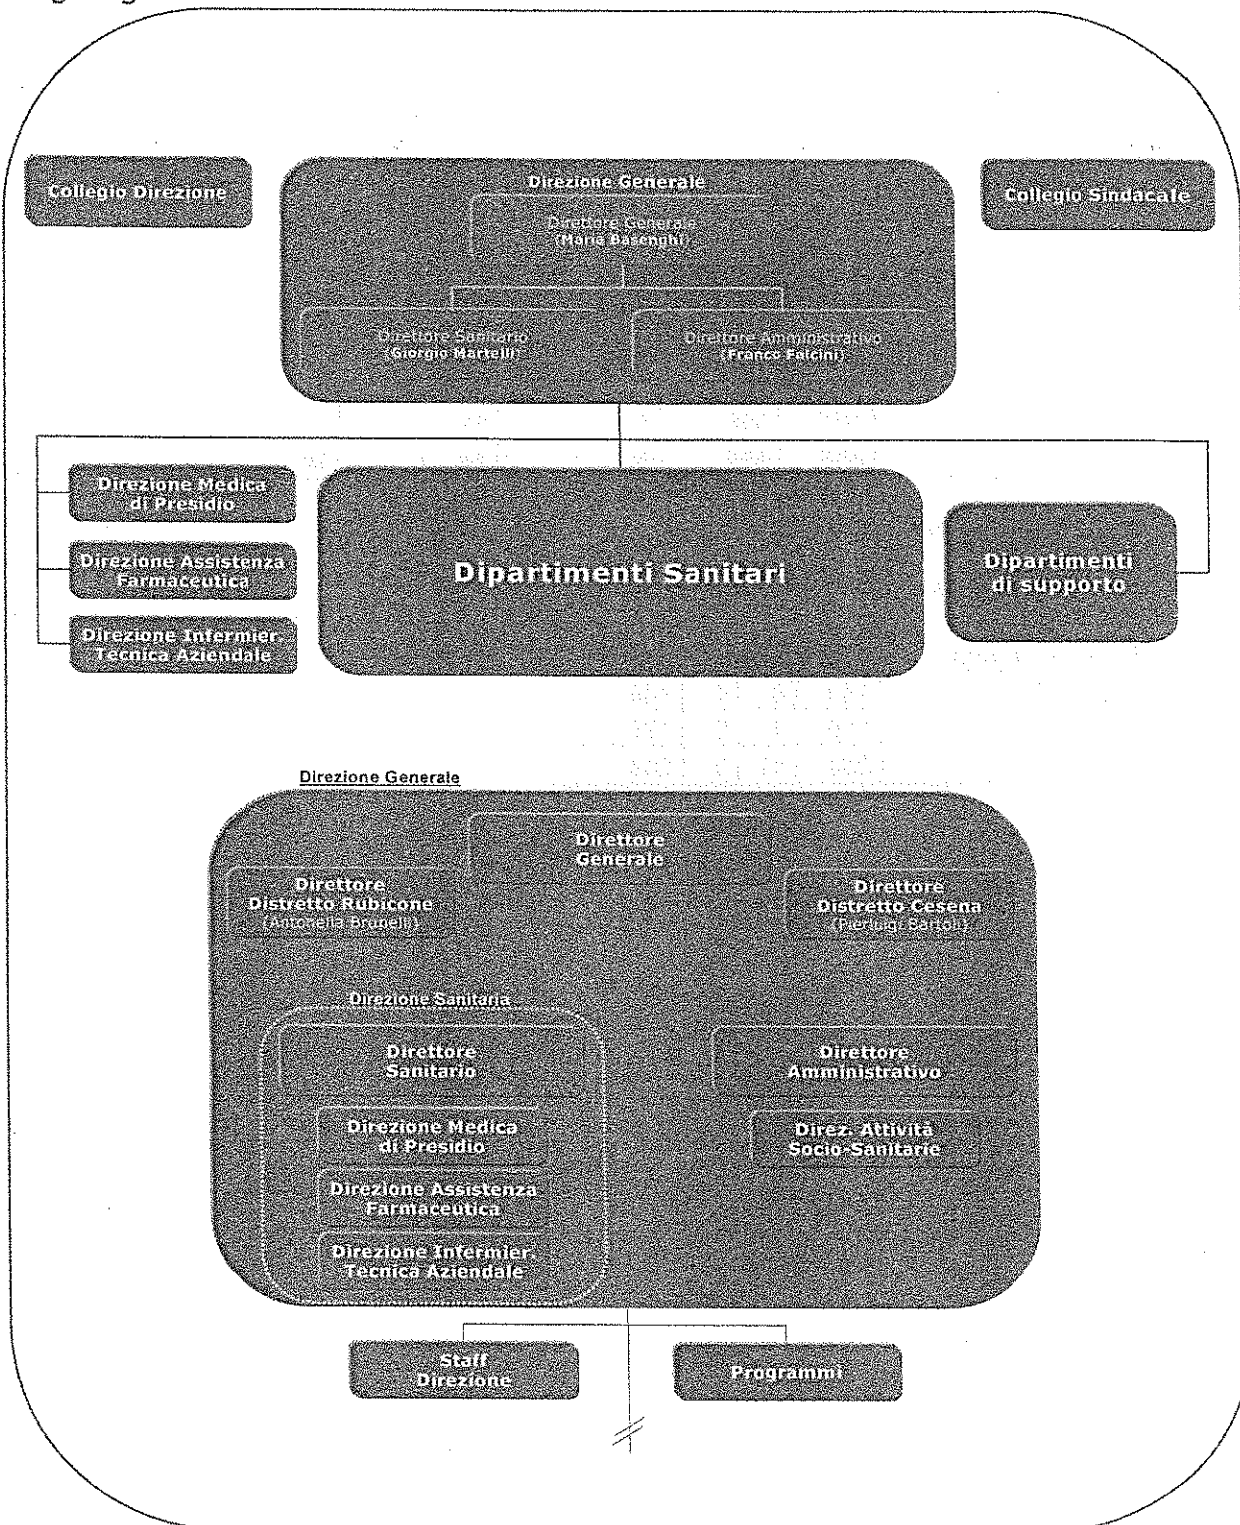 Collegio Direzione
Direzione Generale
Direttore Generale
(Maria Basenghi)
Direttore Sanitario
(Giorgio Martelli)
Direttore Amministrativo
(Franco Falcini)
Collegio Sindacale
Direzione Medica
di Presidio
Direzione Assistenza
Farmaceutica
Direzione Infermier.
Tecnica Aziendale
Dipartimenti Sanitari
Dipartimenti
di supporto
Direzione Generale
Direttore
Generale
Direttore
Distretto Rubicone
(Antonella Brunelli)
Direttore
Distretto Cesena
(Pierluigi Bartoli)
Direzione Sanitaria
Direttore
Sanitario
Direzione Medica
di Presidio
Direzione Assistenza
Farmaceutica
Direzione Infermier.
Tecnica Aziendale
Direttore
Amministrativo
Direz. Attività
Socio-Sanitarie
Staff
Direzione
Programmi